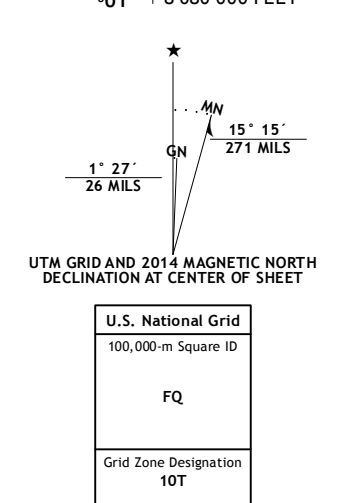 ★
MN
GN
15° 15´
271 MILS
1° 27´
26 MILS
UTM GRID AND 2014 MAGNETIC NORTH
DECLINATION AT CENTER OF SHEET
U.S. National Grid
100,000-m Square ID
FQ
Grid Zone Designation
10T